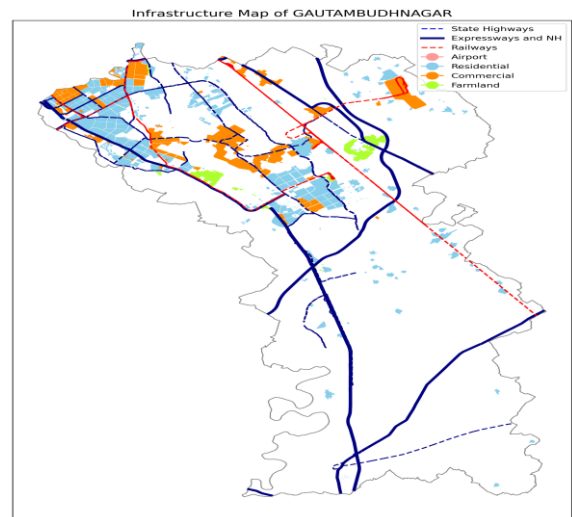 Infrastructure Map of GAUTAMBUDHNAGAR
State Highways
Expressways and NH
Railways
Airport
Residential
Commercial
Farmland